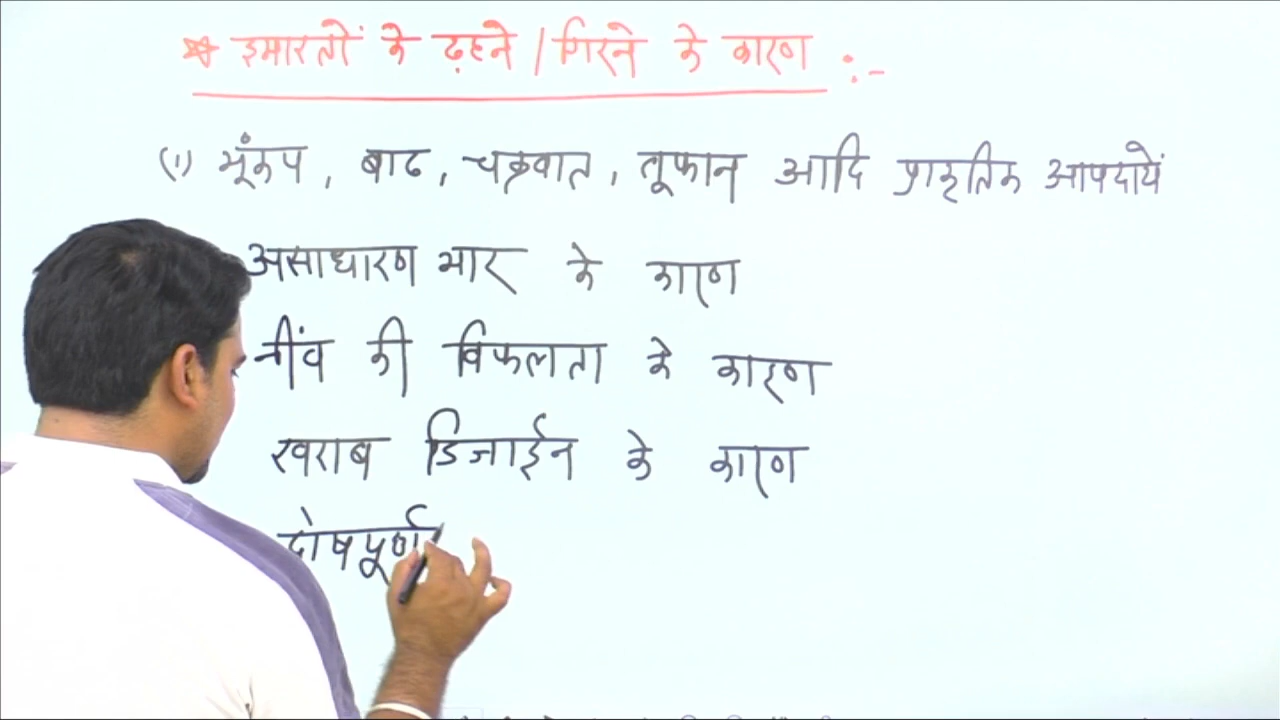 * इमारतों के ढ़हने / गिरने के कारण :-
(1) भूंकप, बाढ, चक्रवात, तूफान आदि प्राकृतिक आपदायें
असाधारण भार के कारण
नींव की विफलता के कारण
खराब डिजाईन के कारण
दोषपूर्ण